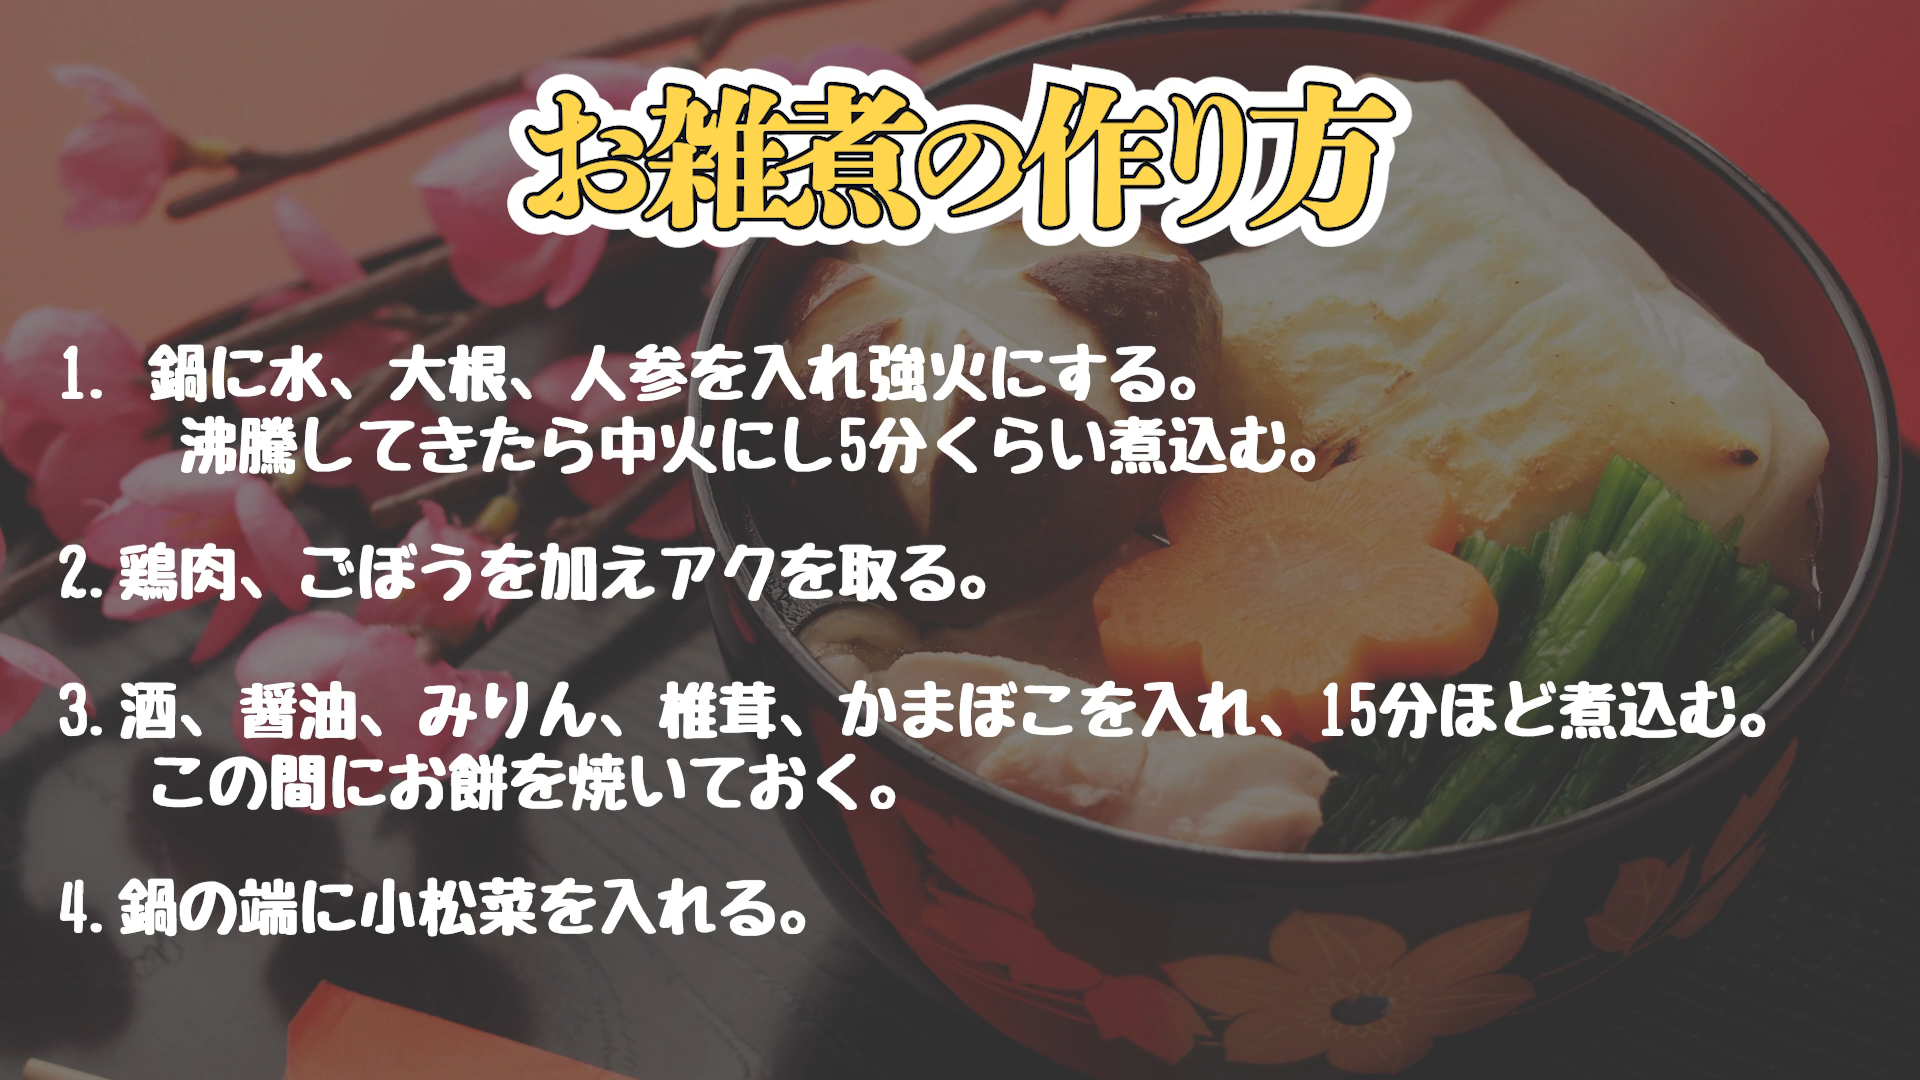 お雑煮の作り方
1. 鍋に水、大根、人参を入れ強火にする。
沸騰してきたら中火にし5分くらい煮込む。
2. 鶏肉、ごぼうを加えアクを取る。
3. 酒、醤油、みりん、椎茸、かまぼこを入れ、15分ほど煮込む。
この間にお餅を焼いておく。
4. 鍋の端に小松菜を入れる。